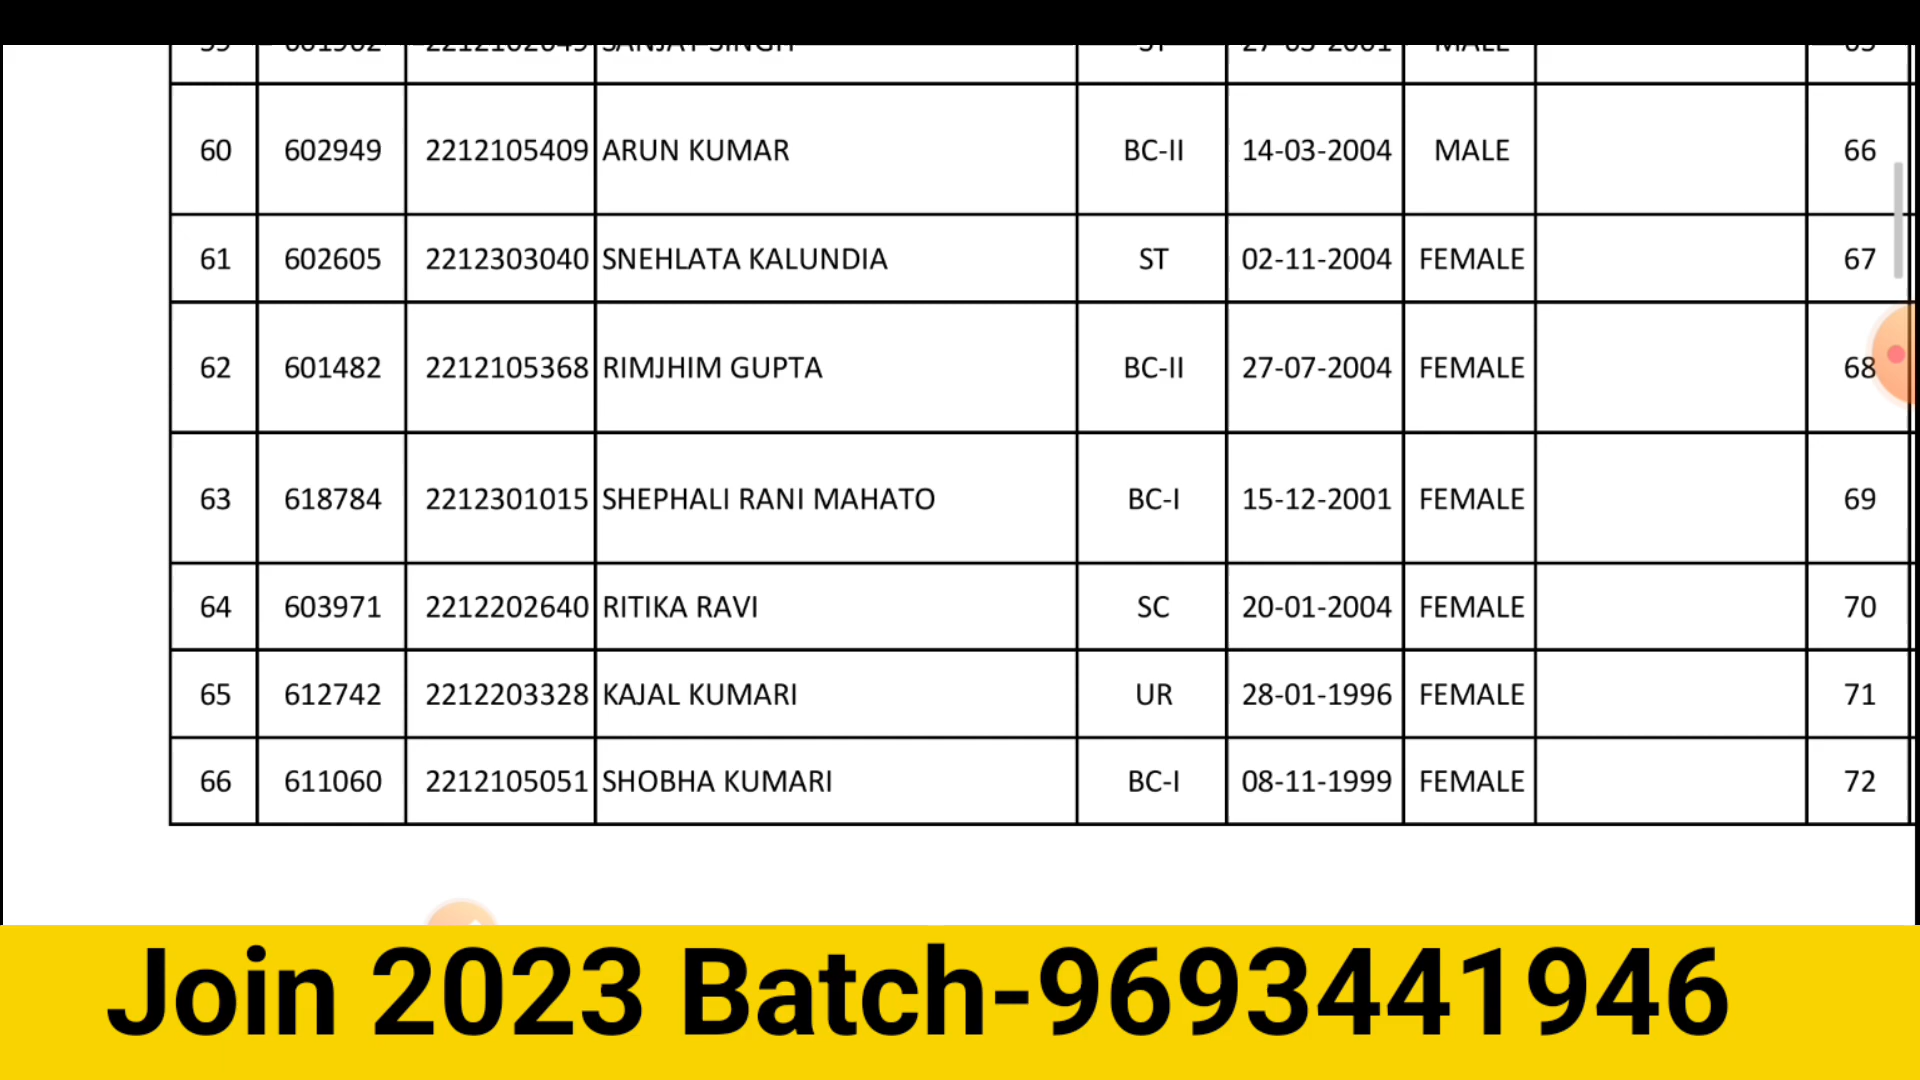 60 602949 2212105409 ARUN KUMAR BC-II 14-03-2004 MALE 66
61 602605 2212303040 SNEHLATA KALUNDIA ST 02-11-2004 FEMALE 67
62 601482 2212105368 RIMJHIM GUPTA BC-II 27-07-2004 FEMALE 68
63 618784 2212301015 SHEPHALI RANI MAHATO BC-I 15-12-2001 FEMALE 69
64 603971 2212202640 RITIKA RAVI SC 20-01-2004 FEMALE 70
65 612742 2212203328 KAJAL KUMARI UR 28-01-1996 FEMALE 71
66 611060 2212105051 SHOBHA KUMARI BC-I 08-11-1999 FEMALE 72
Join 2023 Batch-9693441946